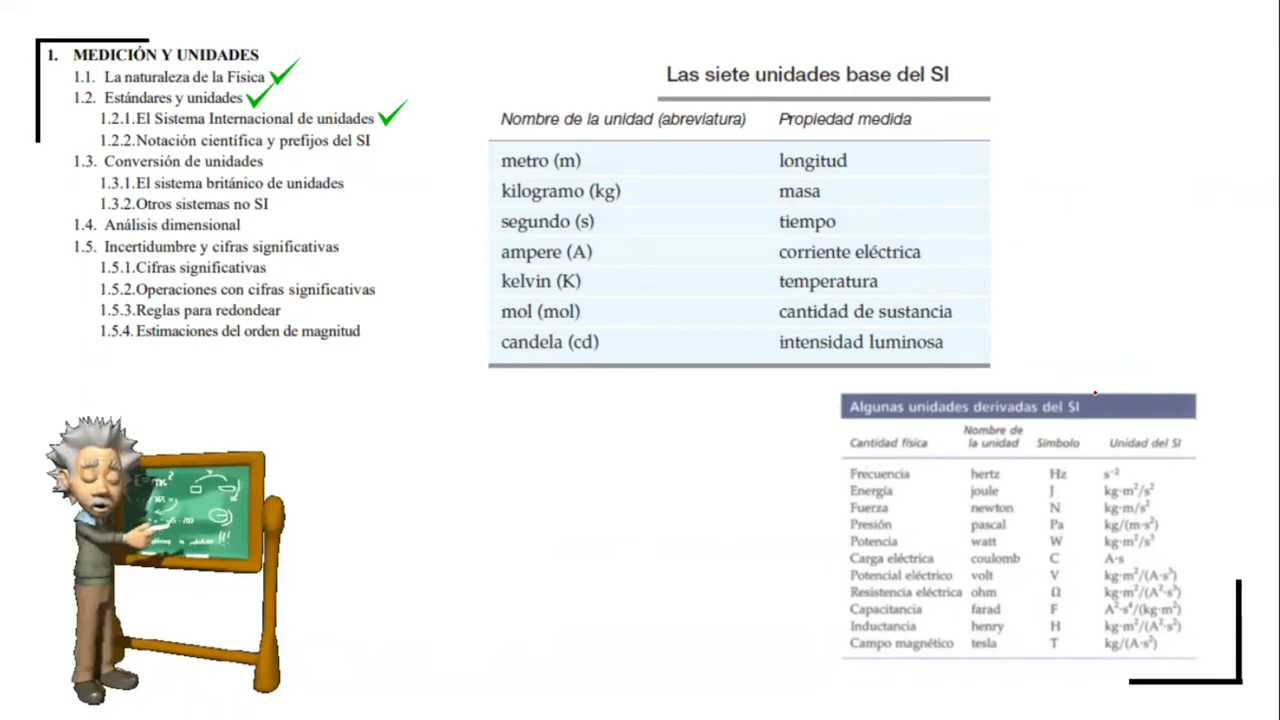 1. MEDICIÓN Y UNIDADES
1.1. La naturaleza de la Física
1.2. Estándares y unidades
1.2.1.El Sistema Internacional de unidades
1.2.2.Notación científica y prefijos del SI
1.3. Conversión de unidades
1.3.1.El sistema británico de unidades
1.3.2.Otros sistemas no SI
1.4. Análisis dimensional
1.5. Incertidumbre y cifras significativas
1.5.1.Cifras significativas
1.5.2.Operaciones con cifras significativas
1.5.3.Reglas para redondear
1.5.4.Estimaciones del orden de magnitud
Las siete unidades base del SI
Nombre de la unidad (abreviatura) Propiedad medida
metro (m) longitud
kilogramo (kg) masa
segundo (s) tiempo
ampere (A) corriente eléctrica
kelvin (K) temperatura
mol (mol) cantidad de sustancia
candela (cd) intensidad luminosa
Algunas unidades derivadas del SI
Cantidad física Nombre de la unidad Símbolo Unidad del SI
Frecuencia hertz Hz s⁻²
Energía joule J kg·m²/s²
Fuerza newton N kg·m/s²
Presión pascal Pa kg/(m·s²)
Potencia watt W kg·m²/s³
Carga eléctrica coulomb C A·s
Potencial eléctrico volt V kg·m²/(A·s³)
Resistencia eléctrica ohm Ω kg·m²/(A²·s³)
Capacitancia farad F A²·s⁴/(kg·m²)
Inductancia henry H kg·m²/(A²·s²)
Campo magnético tesla T kg/(A·s²)